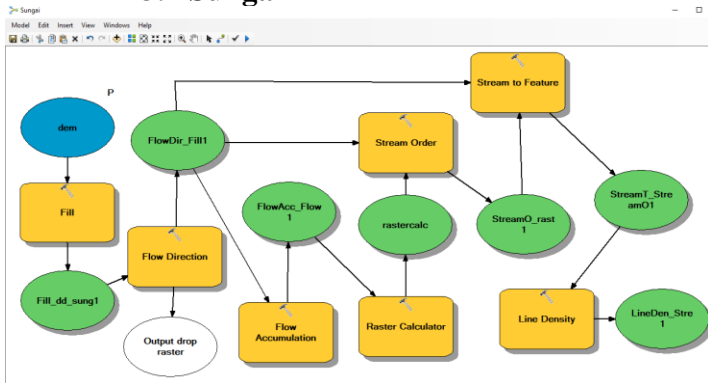 Sungai
Model Edit Insert View Windows Help
P
dem
Fill
Fill_dd_sung1
Flow Direction
FlowDir_Fill1
Output drop
raster
FlowAcc_Flow
1
Flow
Accumulation
Stream Order
rastercalc
Raster Calculator
Stream to Feature
StreamO_rast
1
StreamT_Stre
amO1
Line Density
LineDen_Stre
1